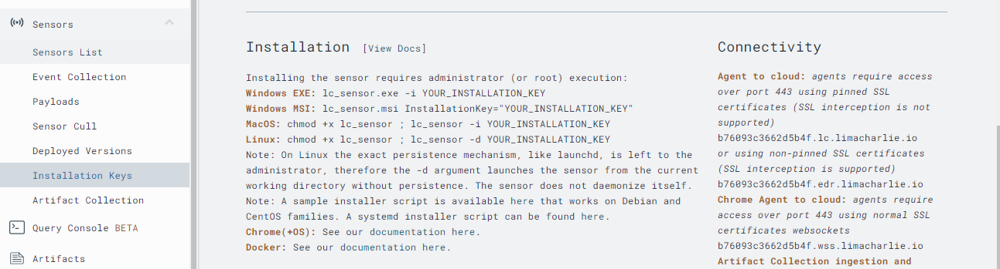 Sensors
Sensors List
Event Collection
Payloads
Sensor Cull
Deployed Versions
Installation Keys
Artifact Collection
Query Console BETA
Artifacts
Installation [View Docs]
Installing the sensor requires administrator (or root) execution:
Windows EXE: lc_sensor.exe -i YOUR_INSTALLATION_KEY
Windows MSI: lc_sensor.msi InstallationKey="YOUR_INSTALLATION_KEY"
MacOS: chmod +x lc_sensor ; lc_sensor -i YOUR_INSTALLATION_KEY
Linux: chmod +x lc_sensor ; lc_sensor -d YOUR_INSTALLATION_KEY
Note: On Linux the exact persistence mechanism, like launchd, is left to the
administrator, therefore the -d argument launches the sensor from the current
working directory without persistence. The sensor does not daemonize itself.
Note: A sample installer script is available here that works on Debian and
CentOS families. A systemd installer script can be found here.
Chrome(+OS): See our documentation here.
Docker: See our documentation here.
Connectivity
Agent to cloud: agents require access
over port 443 using pinned SSL
certificates (SSL interception is not
supported)
b76093c3662d5b4f.lc.limacharlie.io
or using non-pinned SSL certificates
(SSL interception is supported)
b76093c3662d5b4f.edr.limacharlie.io
Chrome Agent to cloud: agents require
access over port 443 using normal SSL
certificates websockets
b76093c3662d5b4f.wss.limacharlie.io
Artifact Collection ingestion and